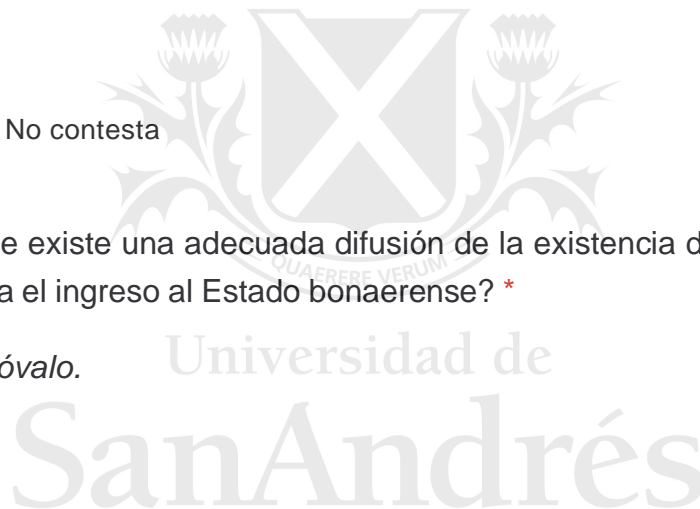 No contesta
e existe una adecuada difusión de la existencia d
a el ingreso al Estado bonaerense? *
óvalo.
QUAERERE VERUM
Universidad de
SanAndrés